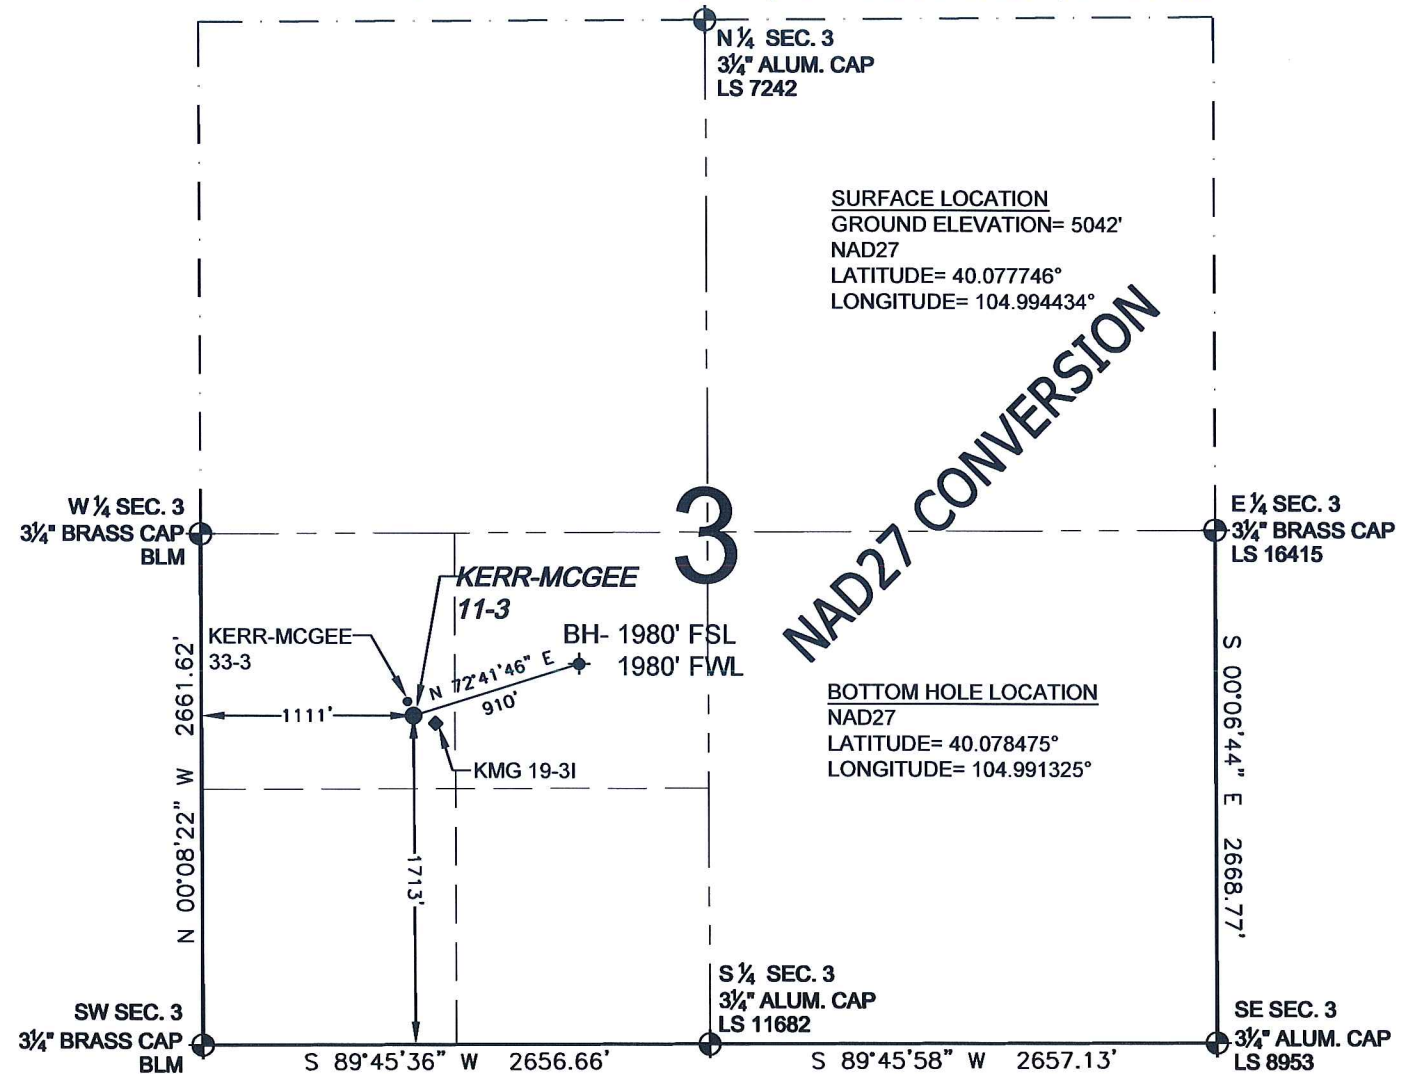 N 1/4 SEC. 3
3 1/4" ALUM. CAP
LS 7242
SURFACE LOCATION
GROUND ELEVATION= 5042'
NAD27
LATITUDE= 40.077746°
LONGITUDE= 104.994434°
NAD27 CONVERSION
W 1/4 SEC. 3
3 1/4" BRASS CAP
BLM
3
E 1/4 SEC. 3
3 1/4" BRASS CAP
LS 16415
KERR-MCGEE
11-3
KERR-MCGEE
33-3
BH- 1980' FSL
1980' FWL
N 72°41'46" E
910'
1111'
KMG 19-3I
1713'
N 00°08'22" W 2661.62'
BOTTOM HOLE LOCATION
NAD27
LATITUDE= 40.078475°
LONGITUDE= 104.991325°
S 00°06'44" E 2668.77'
SW SEC. 3
3 1/4" BRASS CAP
BLM
S 1/4 SEC. 3
3 1/4" ALUM. CAP
LS 11682
SE SEC. 3
3 1/4" ALUM. CAP
LS 8953
S 89°45'36" W 2656.66'
S 89°45'58" W 2657.13'